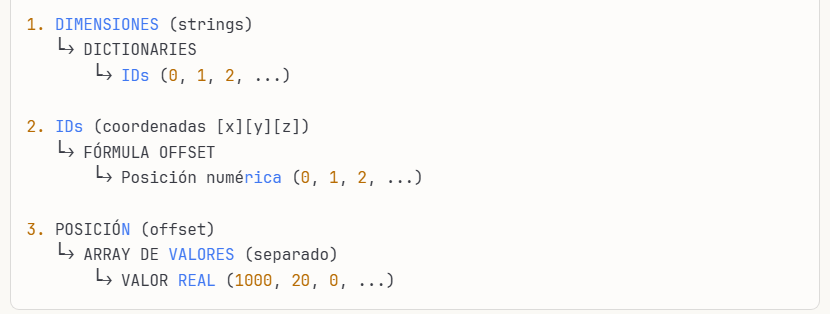 1. DIMENSIONES (strings)
└→ DICTIONARIES
└→ IDs (0, 1, 2, ...)
2. IDs (coordenadas [x][y][z])
└→ FÓRMULA OFFSET
└→ Posición numérica (0, 1, 2, ...)
3. POSICIÓN (offset)
└→ ARRAY DE VALORES (separado)
└→ VALOR REAL (1000, 20, 0, ...)